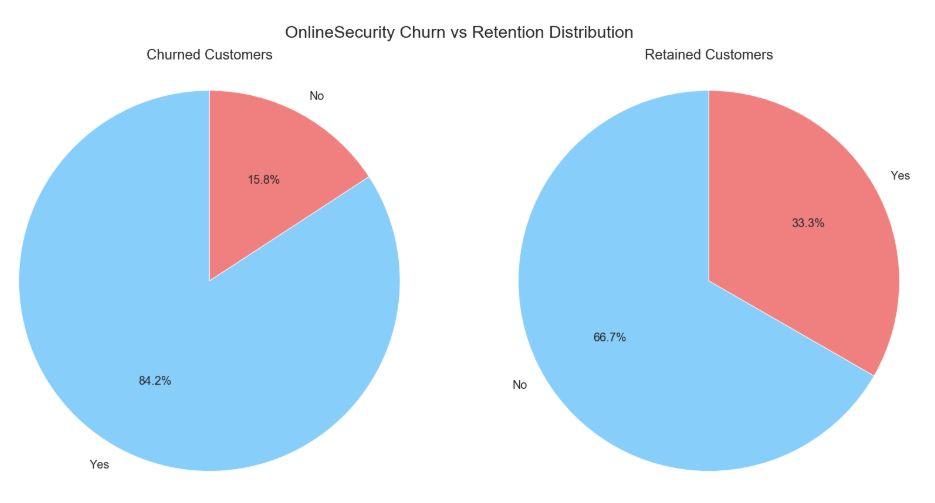 OnlineSecurity Churn vs Retention Distribution
Churned Customers
Retained Customers
No
15.8%
84.2%
Yes
Yes
33.3%
66.7%
No